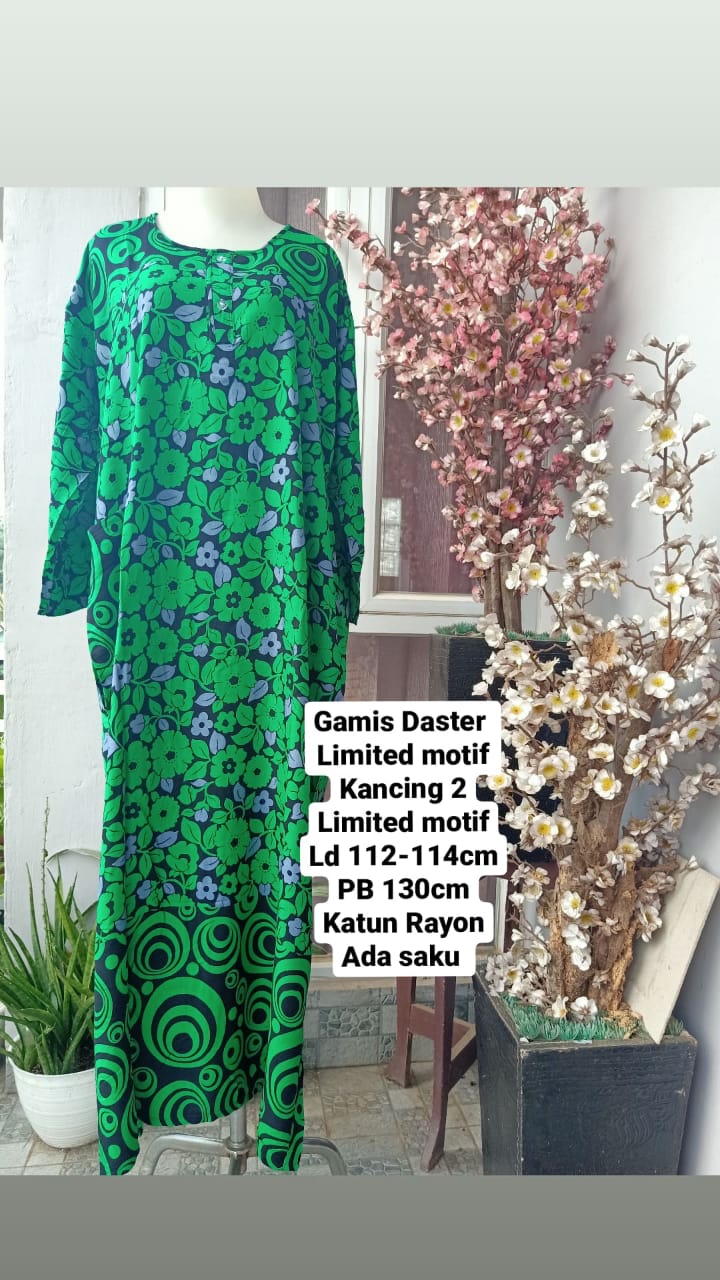 Gamis Daster
Limited motif
Kancing 2
Limited motif
Ld 112-114cm
PB 130cm
Katun Rayon
Ada saku